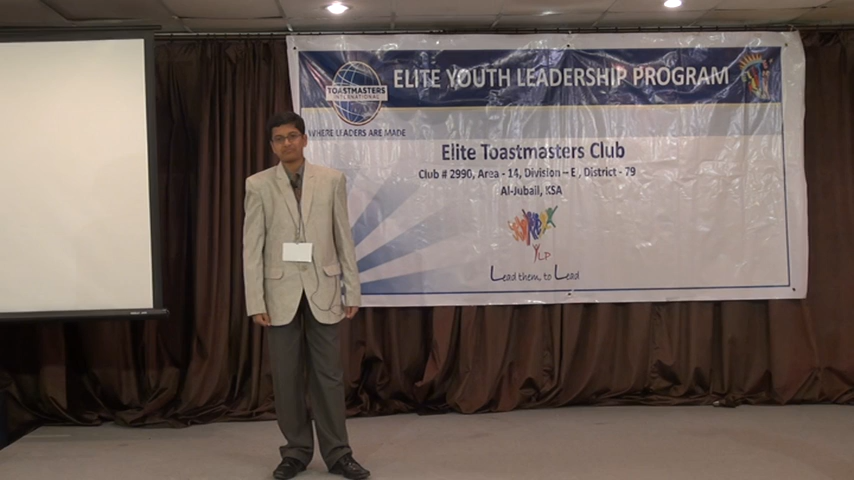 ELITE YOUTH LEADERSHIP PROGRAM
TOASTMASTERS
INTERNATIONAL
WHERE LEADERS ARE MADE
Elite Toastmasters Club
Club # 2990, Area - 14, Division – E , District - 79
Al-Jubail, KSA
YLP
Lead them, to Lead